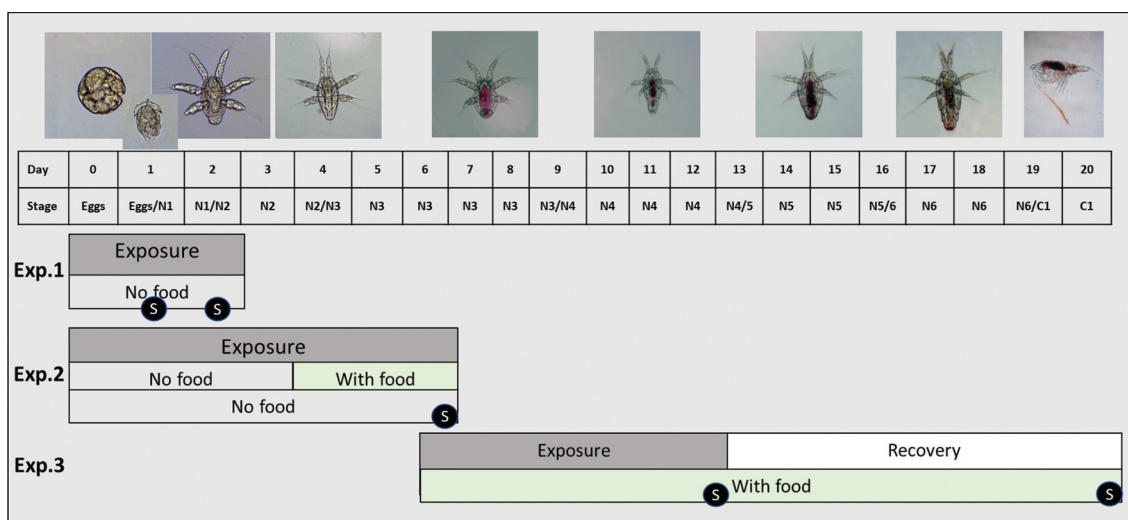 Day 0 1 2 3 4 5 6 7 8 9 10 11 12 13 14 15 16 17 18 19 20
Stage Eggs Eggs/N1 N1/N2 N2 N2/N3 N3 N3 N3 N3 N3/N4 N4 N4 N4 N4/5 N5 N5 N5/6 N6 N6 N6/C1 C1
Exposure
Exp.1
No food
S S
Exposure
Exp.2
No food With food
No food
S
Exposure Recovery
Exp.3
With food
S S